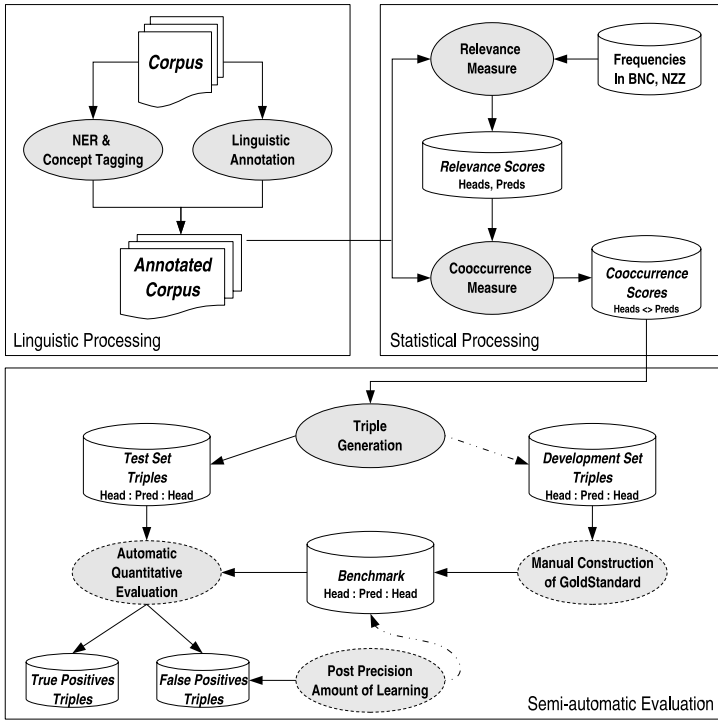 Corpus
NER &
Concept Tagging
Linguistic
Annotation
Annotated
Corpus
Linguistic Processing
Relevance
Measure
Frequencies
In BNC, NZZ
Relevance Scores
Heads, Preds
Cooccurrence
Measure
Cooccurrence
Scores
Heads <> Preds
Statistical Processing
Triple
Generation
Test Set
Triples
Head : Pred : Head
Development Set
Triples
Head : Pred : Head
Automatic
Quantitative
Evaluation
Benchmark
Head : Pred : Head
Manual Construction
of GoldStandard
True Positives
Triples
False Positives
Triples
Post Precision
Amount of Learning
Semi-automatic Evaluation